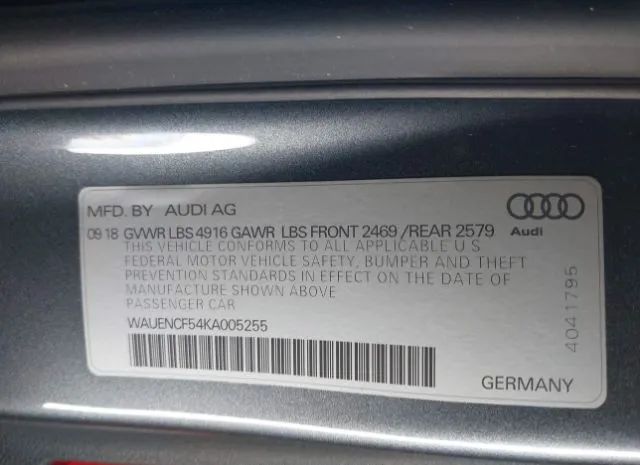 MFD. BY AUDI AG
Audi
09 18 GVWR LBS 4916 GAWR LBS FRONT 2469 /REAR 2579
THIS VEHICLE CONFORMS TO ALL APPLICABLE U S
FEDERAL MOTOR VEHICLE SAFETY, BUMPER AND THEFT
PREVENTION STANDARDS IN EFFECT ON THE DATE OF
MANUFACTURE SHOWN ABOVE
PASSENGER CAR
WAUENCF54KA005255
4041795
GERMANY